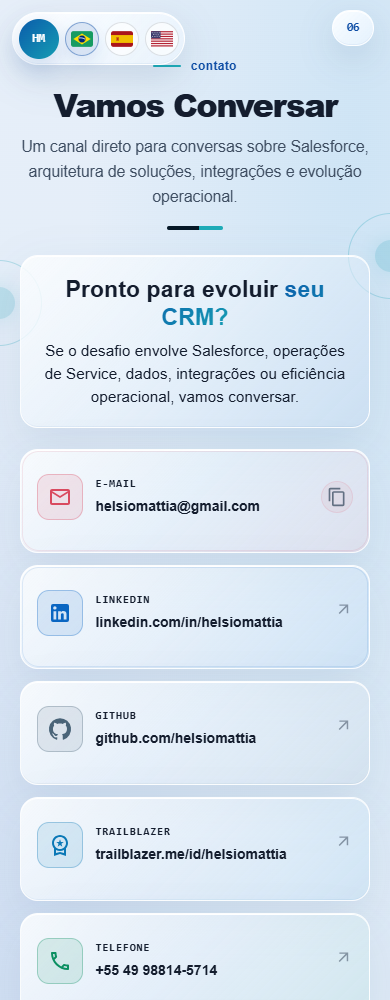 HM
06
contato
Vamos Conversar
Um canal direto para conversas sobre Salesforce,
arquitetura de soluções, integrações e evolução
operacional.
Pronto para evoluir seu
CRM?
Se o desafio envolve Salesforce, operações
de Service, dados, integrações ou eficiência
operacional, vamos conversar.
E-MAIL
helsiomattia@gmail.com
LINKEDIN
linkedin.com/in/helsiomattia
GITHUB
github.com/helsiomattia
TRAILBLAZER
trailblazer.me/id/helsiomattia
TELEFONE
+55 49 98814-5714